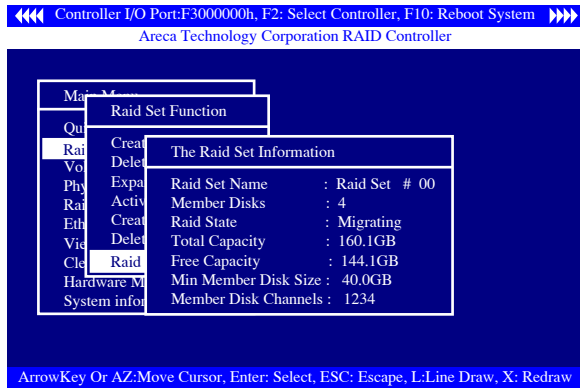 Controller I/O Port:F3000000h, F2: Select Controller, F10: Reboot System
Areca Technology Corporation RAID Controller
Main Menu
Raid Set Function
Qu
Creat
Rai
The Raid Set Information
Delet
Vo
Expa
Raid Set Name : Raid Set # 00
Phy
Activ
Member Disks : 4
Rai
Creat
Raid State : Migrating
Eth
Delet
Total Capacity : 160.1GB
Vie
Raid
Free Capacity : 144.1GB
Cle
Min Member Disk Size : 40.0GB
Hardware M
Member Disk Channels : 1234
System infor
ArrowKey Or AZ:Move Cursor, Enter: Select, ESC: Escape, L:Line Draw, X: Redraw